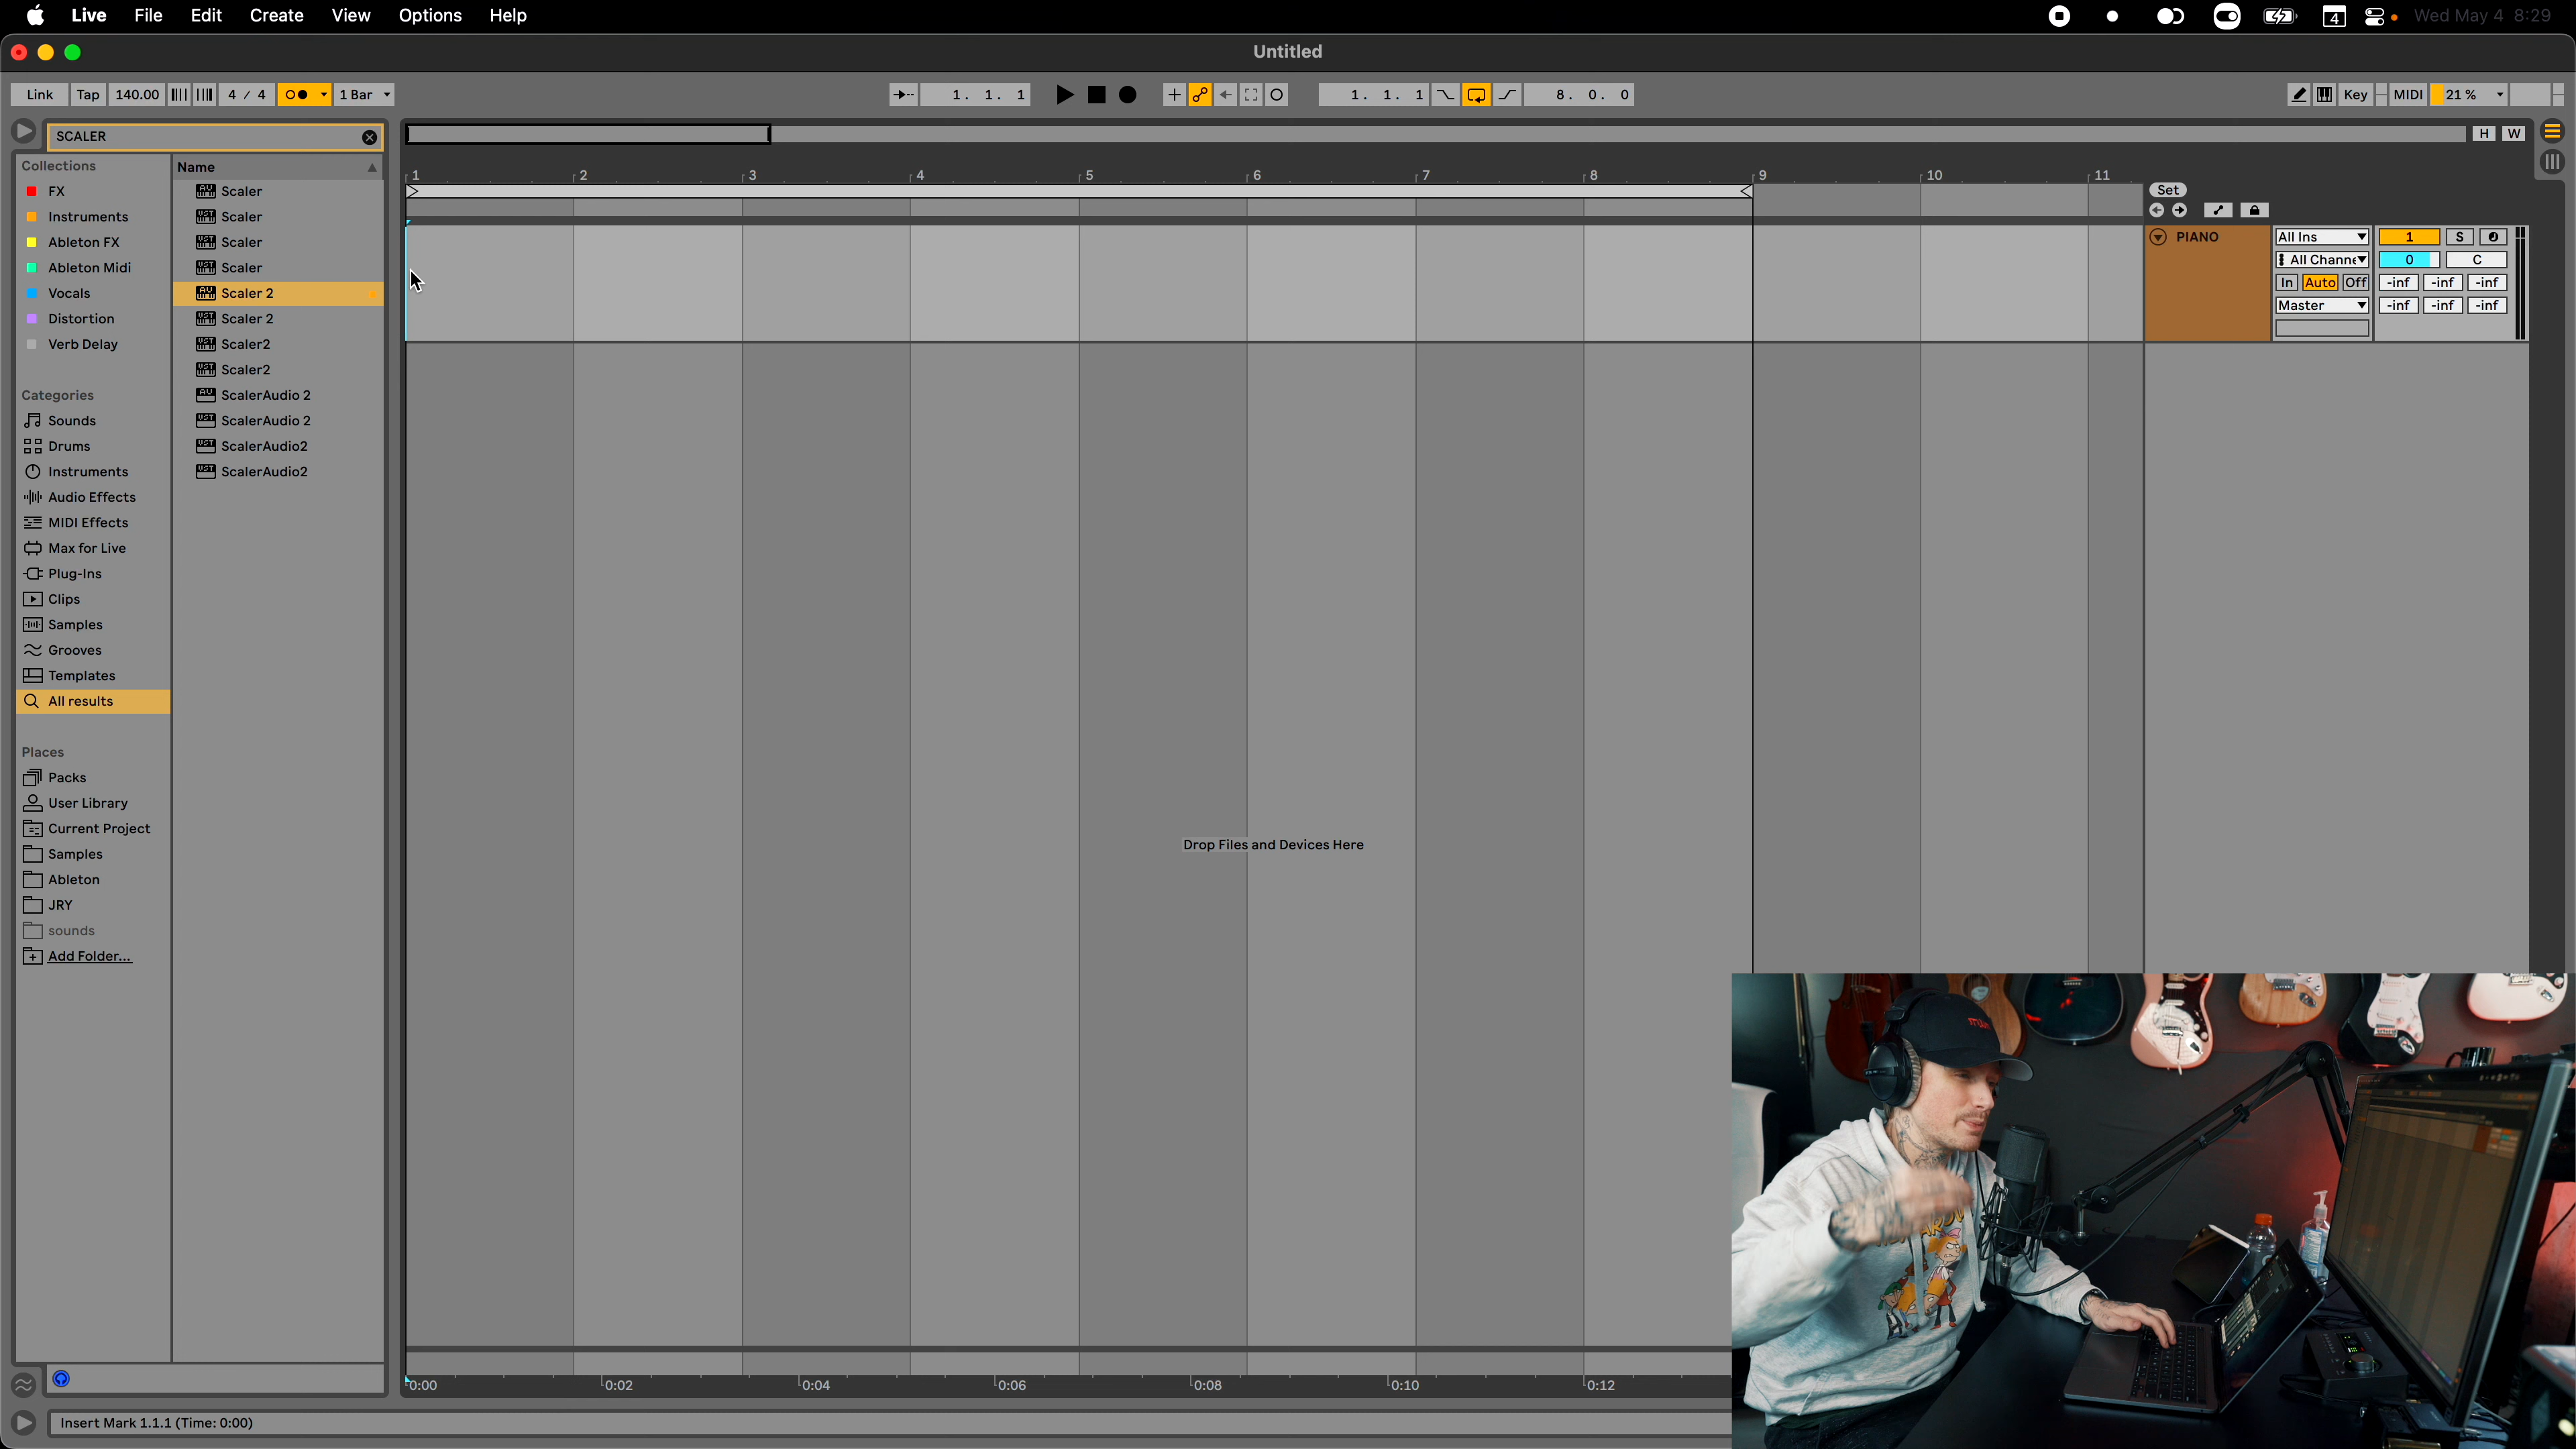 Live File Edit Create View Options Help
4
Wed May 4 8:29
Untitled
Link Tap 140.00 4 / 4 1 Bar
1. 1. 1
1. 1. 1
8. 0. 0
Key MIDI 21 %
SCALER
H W
Collections
FX
Instruments
Ableton FX
Ableton Midi
Vocals
Distortion
Verb Delay
Categories
Sounds
Drums
Instruments
Audio Effects
MIDI Effects
Max for Live
Plug-Ins
Clips
Samples
Grooves
Templates
All results
Places
Packs
User Library
Current Project
Samples
Ableton
JRY
sounds
Add Folder...
Name
Scaler
Scaler
Scaler
Scaler
Scaler 2
Scaler 2
Scaler2
Scaler2
ScalerAudio 2
ScalerAudio 2
ScalerAudio2
ScalerAudio2
1 2 3 4 5 6 7 8 9 10 11
Set
PIANO
All Ins 1 S
All Channe 0 C
In Auto Off -inf -inf -inf
Master -inf -inf -inf
Drop Files and Devices Here
0:00 0:02 0:04 0:06 0:08 0:10 0:12
Insert Mark 1.1.1 (Time: 0:00)